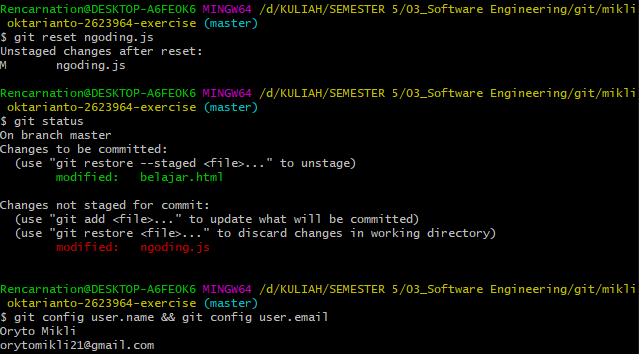 Rencarnation@DESKTOP-A6FEOK6 MINGW64 /d/KULIAH/SEMESTER 5/03_Software Engineering/git/mikli
oktarianto-2623964-exercise (master)
$ git reset ngoding.js
Unstaged changes after reset:
M       ngoding.js
Rencarnation@DESKTOP-A6FEOK6 MINGW64 /d/KULIAH/SEMESTER 5/03_Software Engineering/git/mikli
oktarianto-2623964-exercise (master)
$ git status
On branch master
Changes to be committed:
  (use "git restore --staged <file>..." to unstage)
        modified:   belajar.html
Changes not staged for commit:
  (use "git add <file>..." to update what will be committed)
  (use "git restore <file>..." to discard changes in working directory)
        modified:   ngoding.js
Rencarnation@DESKTOP-A6FEOK6 MINGW64 /d/KULIAH/SEMESTER 5/03_Software Engineering/git/mikli
oktarianto-2623964-exercise (master)
$ git config user.name && git config user.email
Oryto Mikli
orytomikli21@gmail.com